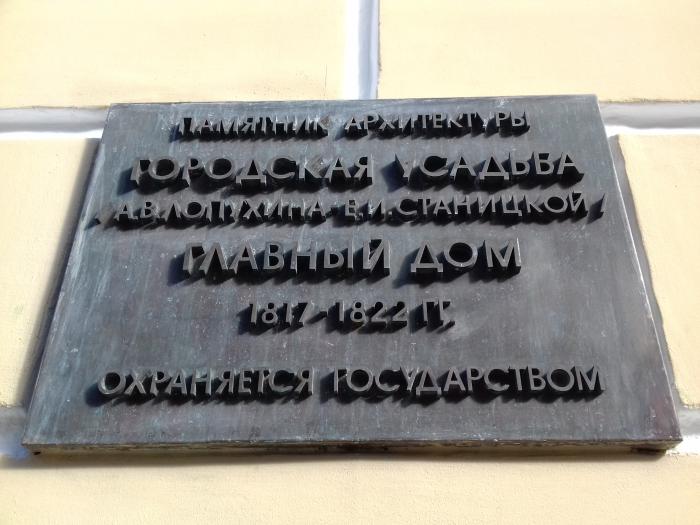 ПАМЯТНИК АРХИТЕКТУРЫ
ГОРОДСКАЯ УСАДЬБА
/А.В.ЛОПУХИНА-Е.И.СТАНИЦКОЙ/
ГЛАВНЫЙ ДОМ
1817-1822 ГГ.
ОХРАНЯЕТСЯ ГОСУДАРСТВОМ